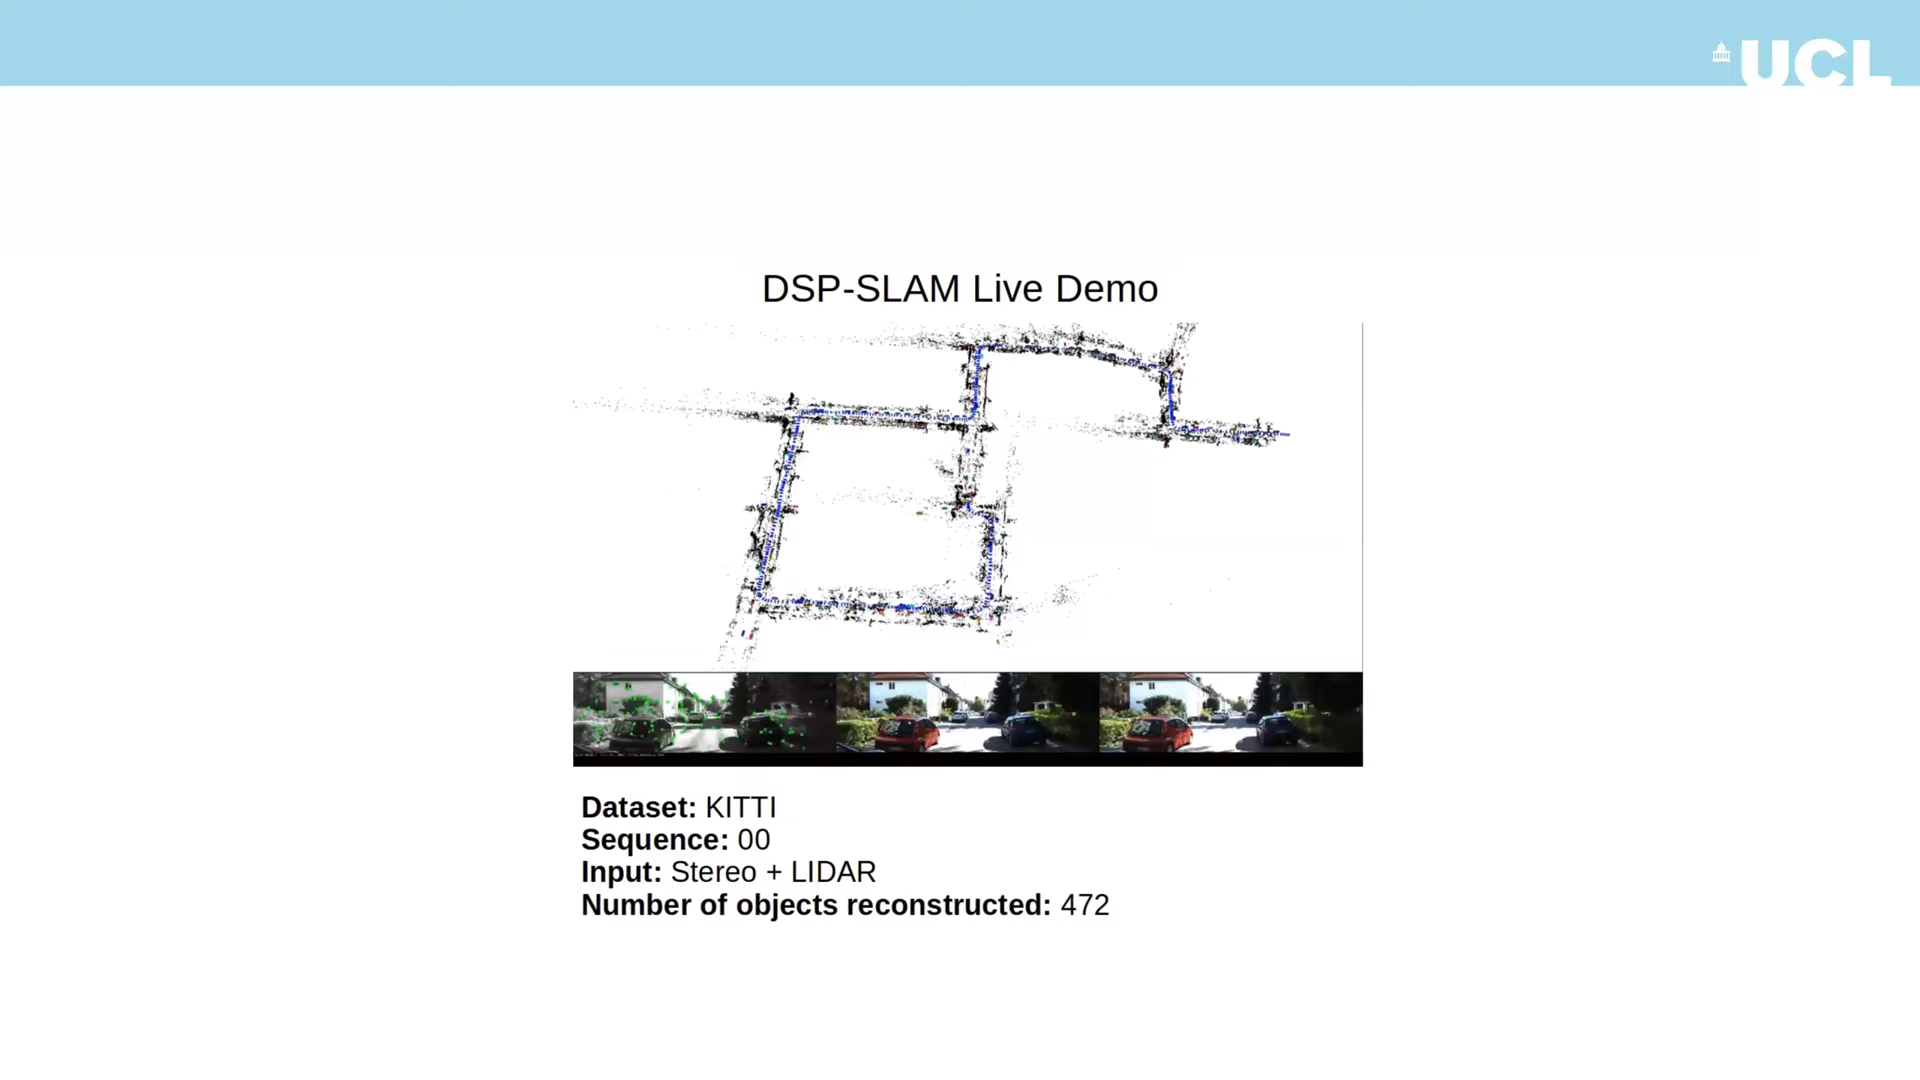 UCL
DSP-SLAM Live Demo
Dataset: KITTI
Sequence: 00
Input: Stereo + LIDAR
Number of objects reconstructed: 472